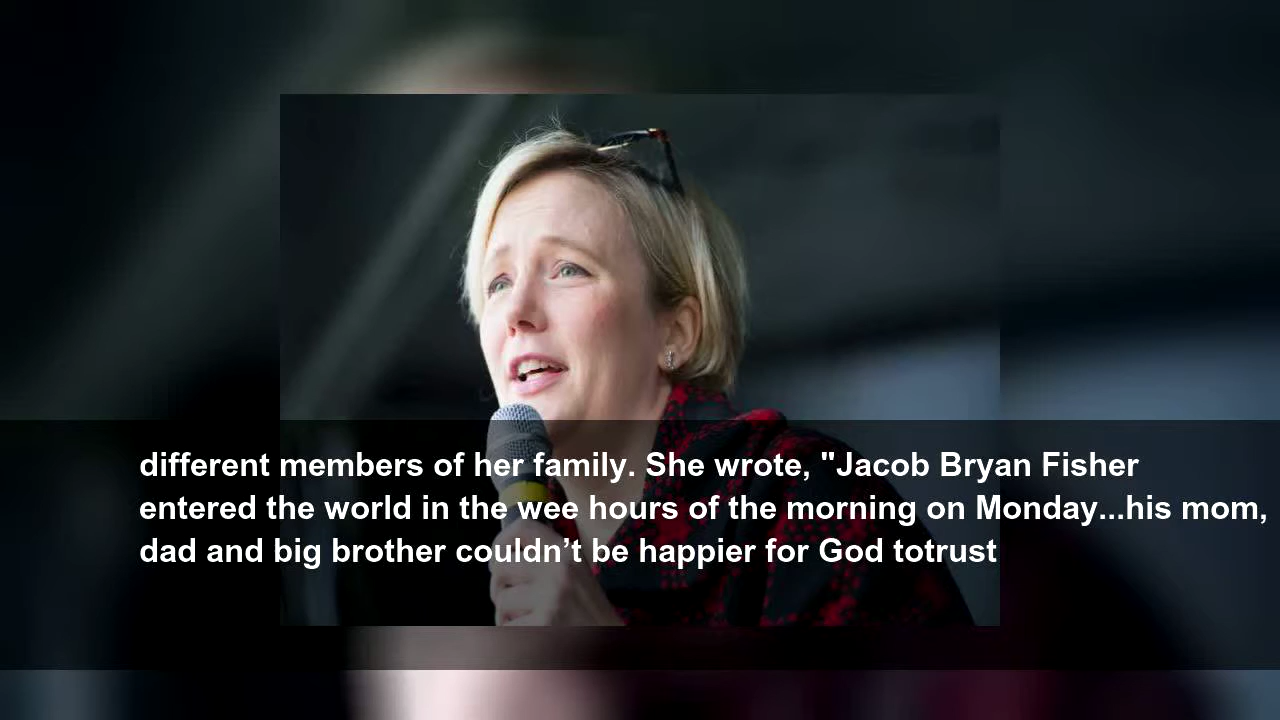 different members of her family. She wrote, "Jacob Bryan Fisher
entered the world in the wee hours of the morning on Monday...his mom,
dad and big brother couldn’t be happier for God totrust